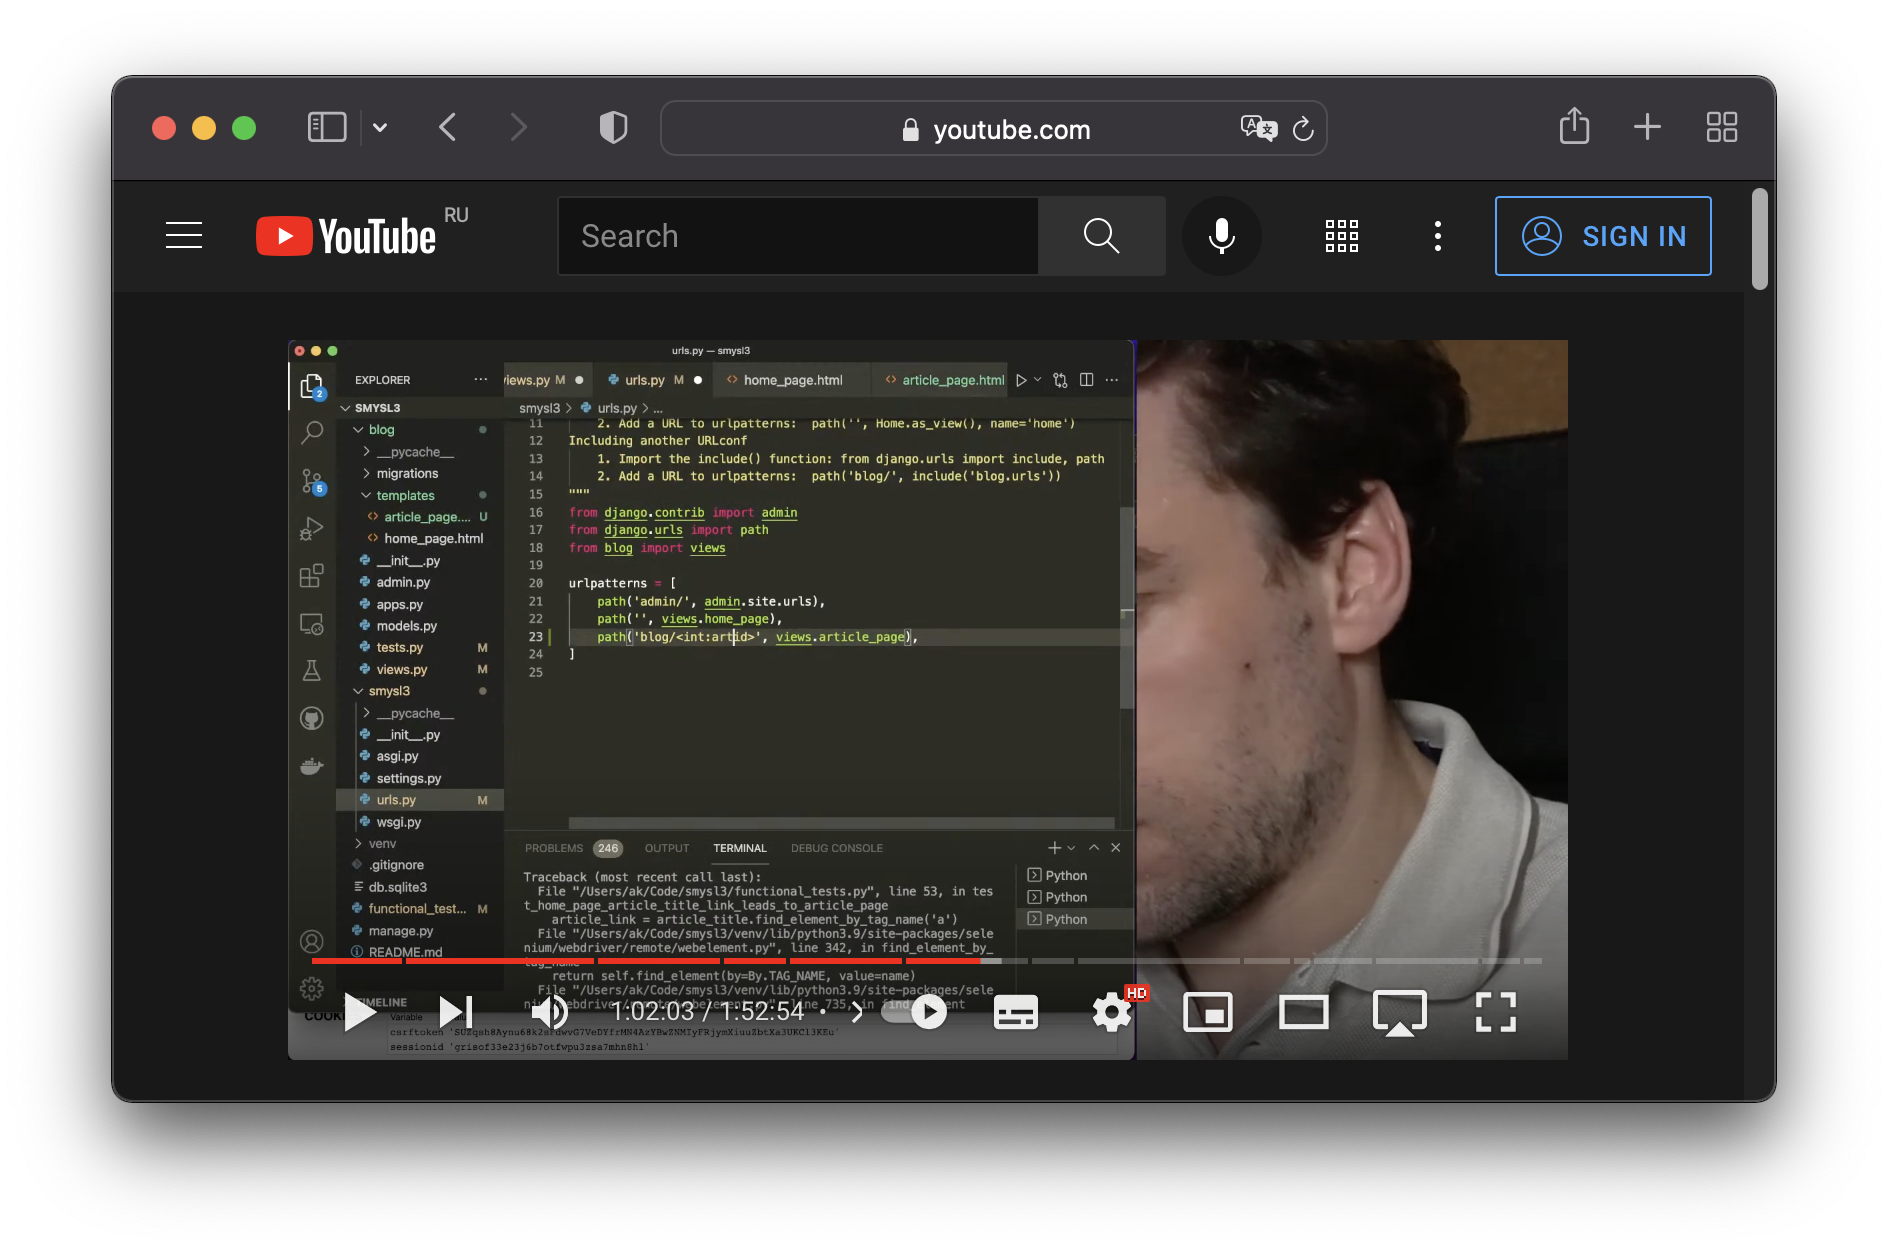 youtube.com
YouTube RU
Search
SIGN IN
urls.py — smysl3
EXPLORER
views.py M
urls.py M
home_page.html
article_page.html
SMYSL3
smysl3 > urls.py > ...
blog
__pycache__
migrations
templates
article_page.... U
home_page.html
__init__.py
admin.py
apps.py
models.py
tests.py M
views.py M
smysl3
__pycache__
__init__.py
asgi.py
settings.py
urls.py M
wsgi.py
venv
.gitignore
db.sqlite3
functional_test... M
manage.py
README.md
TIMELINE
2
5
11 2. Add a URL to urlpatterns: path('', Home.as_view(), name='home')
12 Including another URLconf
13 1. Import the include() function: from django.urls import include, path
14 2. Add a URL to urlpatterns: path('blog/', include('blog.urls'))
15 """
16 from django.contrib import admin
17 from django.urls import path
18 from blog import views
19
20 urlpatterns = [
21 path('admin/', admin.site.urls),
22 path('', views.home_page),
23 path('blog/<int:artid>', views.article_page),
24 ]
25
PROBLEMS 246 OUTPUT TERMINAL DEBUG CONSOLE
Traceback (most recent call last):
File "/Users/ak/Code/smysl3/functional_tests.py", line 53, in tes
t_home_page_article_title_link_leads_to_article_page
article_link = article_title.find_element_by_tag_name('a')
File "/Users/ak/Code/smysl3/venv/lib/python3.9/site-packages/sele
nium/webdriver/remote/webelement.py", line 342, in find_element_by_
tag_name
return self.find_element(by=By.TAG_NAME, value=name)
File "/Users/ak/Code/smysl3/venv/lib/python3.9/site-packages/sele
line 735, in
Python
Python
Python
1:02:03 / 1:52:54
HD
Variable
csrftoken
sessionid